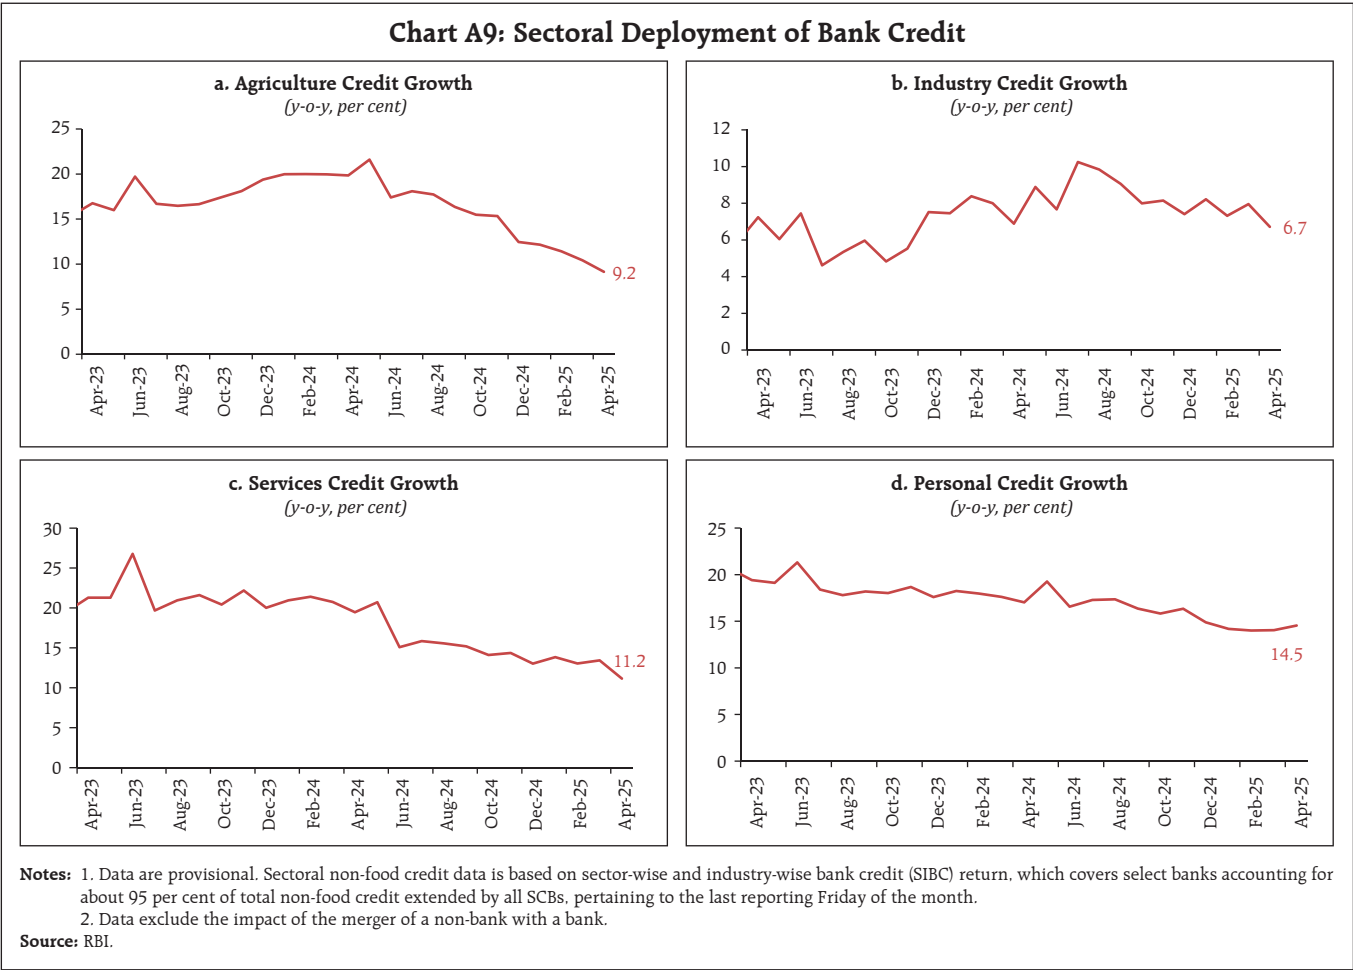 Chart A9: Sectoral Deployment of Bank Credit
a. Agriculture Credit Growth
(y-o-y, per cent)
25
20
15
10
5
0
9.2
Apr-23
Jun-23
Aug-23
Oct-23
Dec-23
Feb-24
Apr-24
Jun-24
Aug-24
Oct-24
Dec-24
Feb-25
Apr-25
b. Industry Credit Growth
(y-o-y, per cent)
12
10
8
6
4
2
0
6.7
Apr-23
Jun-23
Aug-23
Oct-23
Dec-23
Feb-24
Apr-24
Jun-24
Aug-24
Oct-24
Dec-24
Feb-25
Apr-25
c. Services Credit Growth
(y-o-y, per cent)
30
25
20
15
10
5
0
11.2
Apr-23
Jun-23
Aug-23
Oct-23
Dec-23
Feb-24
Apr-24
Jun-24
Aug-24
Oct-24
Dec-24
Feb-25
Apr-25
d. Personal Credit Growth
(y-o-y, per cent)
25
20
15
10
5
0
14.5
Apr-23
Jun-23
Aug-23
Oct-23
Dec-23
Feb-24
Apr-24
Jun-24
Aug-24
Oct-24
Dec-24
Feb-25
Apr-25
Notes: 1. Data are provisional. Sectoral non-food credit data is based on sector-wise and industry-wise bank credit (SIBC) return, which covers select banks accounting for
about 95 per cent of total non-food credit extended by all SCBs, pertaining to the last reporting Friday of the month.
2. Data exclude the impact of the merger of a non-bank with a bank.
Source: RBI.